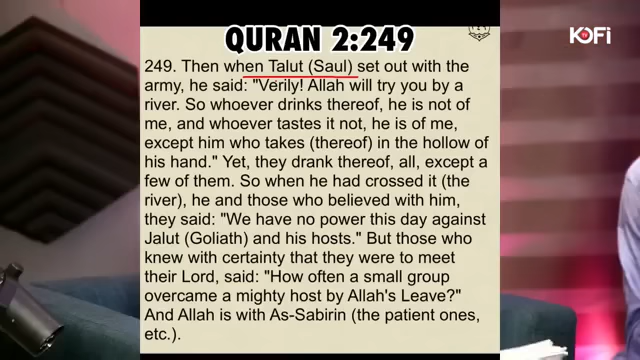 QURAN 2:249
KOFi
TV
249. Then when Talut (Saul) set out with the
army, he said: "Verily! Allah will try you by a
river. So whoever drinks thereof, he is not of
me, and whoever tastes it not, he is of me,
except him who takes (thereof) in the hollow of
his hand." Yet, they drank thereof, all, except a
few of them. So when he had crossed it (the
river), he and those who believed with him,
they said: "We have no power this day against
Jalut (Goliath) and his hosts." But those who
knew with certainty that they were to meet
their Lord, said: "How often a small group
overcame a mighty host by Allah's Leave?"
And Allah is with As-Sabirin (the patient ones,
etc.).